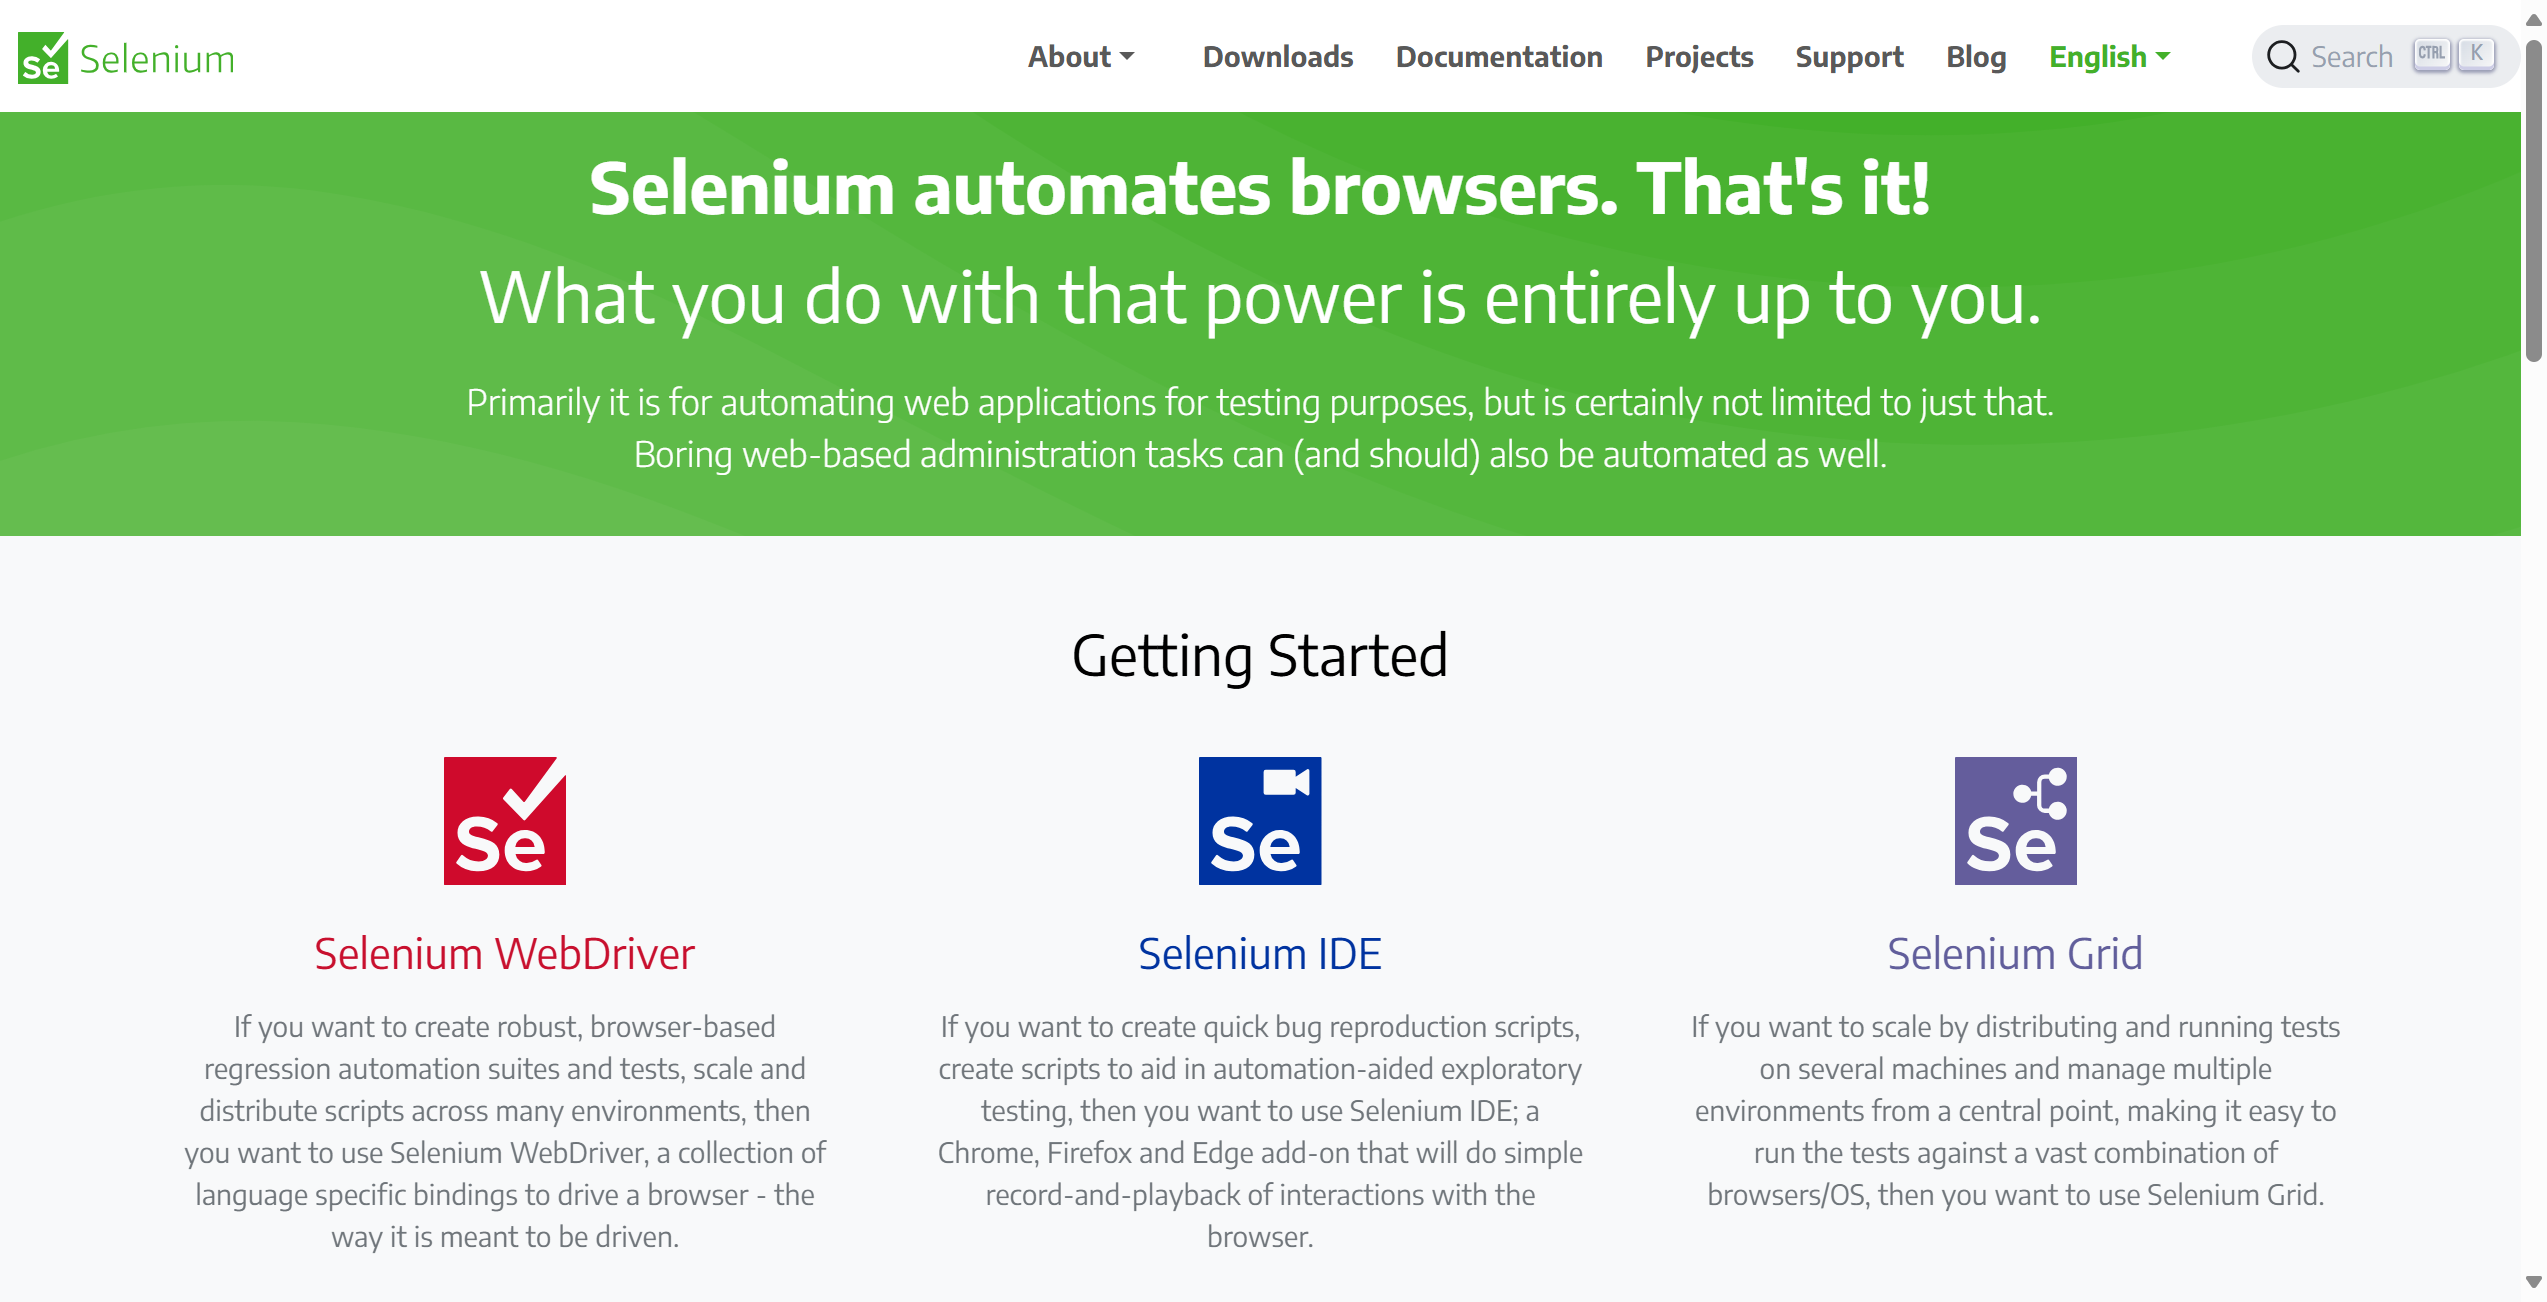 Se Selenium
About
Downloads
Documentation
Projects
Support
Blog
English
Search CTRL K
Selenium automates browsers. That's it!
What you do with that power is entirely up to you.
Primarily it is for automating web applications for testing purposes, but is certainly not limited to just that.
Boring web-based administration tasks can (and should) also be automated as well.
Getting Started
Se
Selenium WebDriver
If you want to create robust, browser-based
regression automation suites and tests, scale and
distribute scripts across many environments, then
you want to use Selenium WebDriver, a collection of
language specific bindings to drive a browser - the
way it is meant to be driven.
Se
Selenium IDE
If you want to create quick bug reproduction scripts,
create scripts to aid in automation-aided exploratory
testing, then you want to use Selenium IDE; a
Chrome, Firefox and Edge add-on that will do simple
record-and-playback of interactions with the
browser.
Se
Selenium Grid
If you want to scale by distributing and running tests
on several machines and manage multiple
environments from a central point, making it easy to
run the tests against a vast combination of
browsers/OS, then you want to use Selenium Grid.